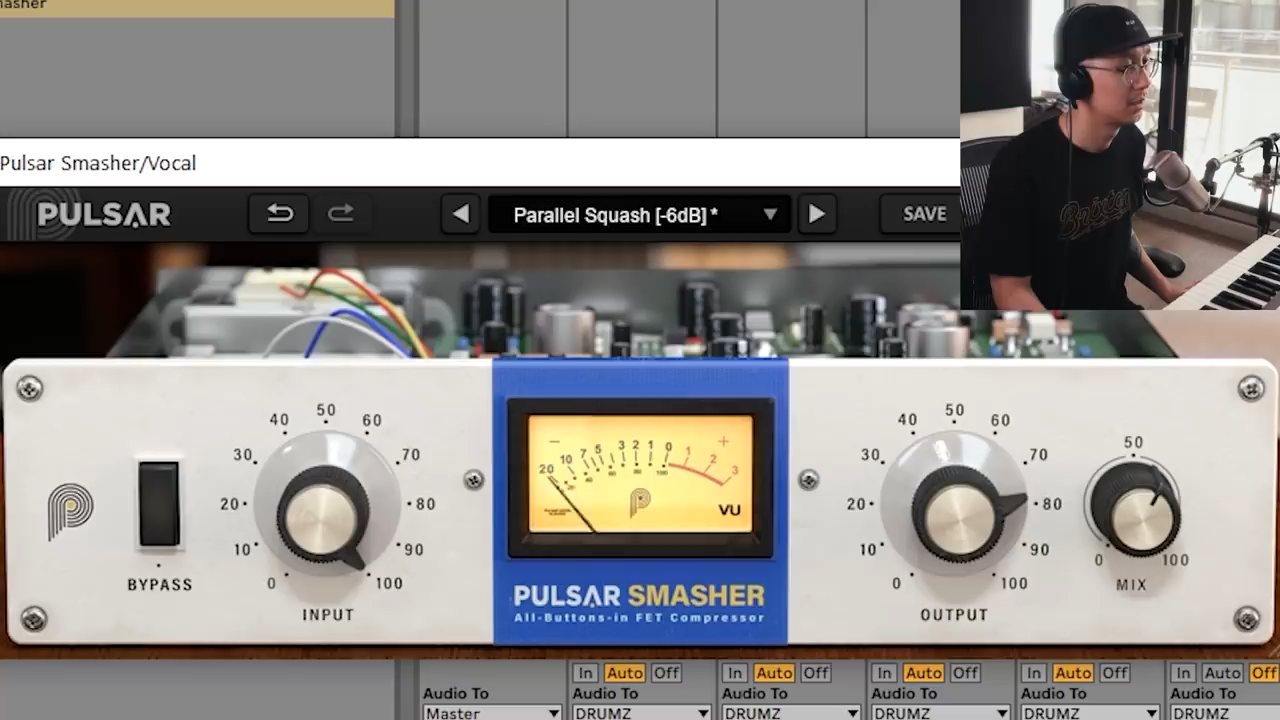 asher
Pulsar Smasher/Vocal
PULSAR
Parallel Squash [-6dB]*
SAVE
0 10 20 30 40 50 60 70 80 90 100
BYPASS
INPUT
20 10 7 5 3 2 1 0 1 2 3
- +
VU
PULSAR SMASHER
All-Buttons-in FET Compressor
0 10 20 30 40 50 60 70 80 90 100
OUTPUT
0 50 100
MIX
In Auto Off In Auto Off In Auto Off In Auto Off In Auto Off
Audio To Audio To Audio To Audio To Audio To Audio To
Master DRUMZ DRUMZ DRUMZ DRUMZ DRUMZ